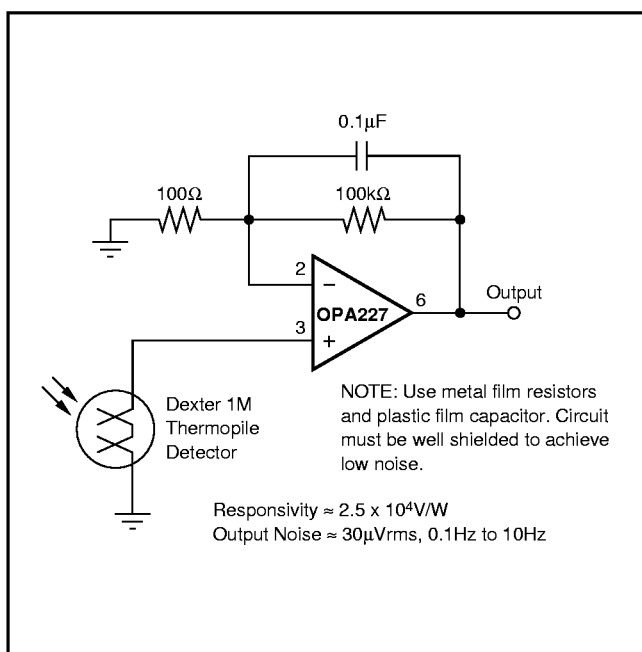 0.1µF
100Ω
100kΩ
2
–
6
Output
OPA227
3
+
Dexter 1M
Thermopile
Detector
NOTE: Use metal film resistors
and plastic film capacitor. Circuit
must be well shielded to achieve
low noise.
Responsivity ≈ 2.5 x 10⁴V/W
Output Noise ≈ 30µVrms, 0.1Hz to 10Hz